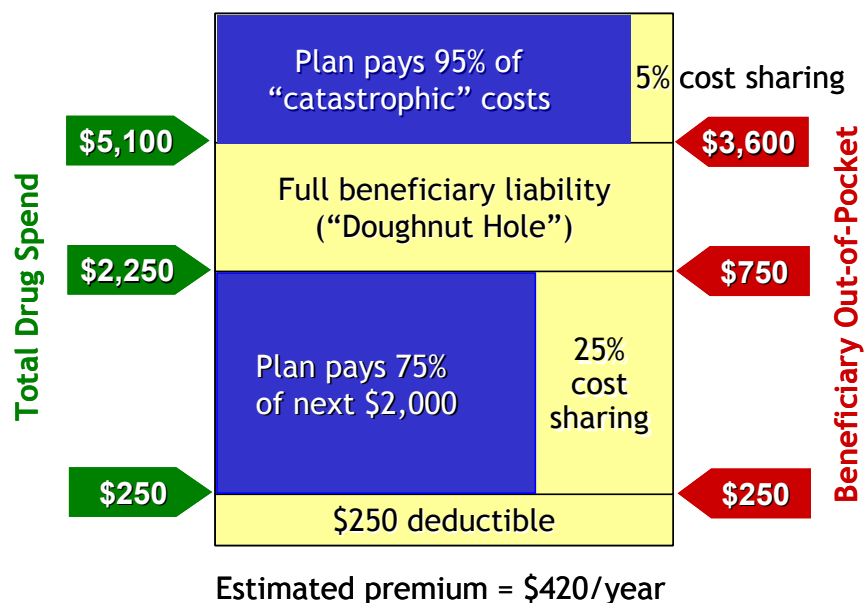 Plan pays 95% of
“catastrophic” costs
5% cost sharing
$5,100
$3,600
Full beneficiary liability
(“Doughnut Hole”)
Total Drug Spend
Beneficiary Out-of-Pocket
$2,250
$750
Plan pays 75%
of next $2,000
25%
cost
sharing
$250
$250
$250 deductible
Estimated premium = $420/year